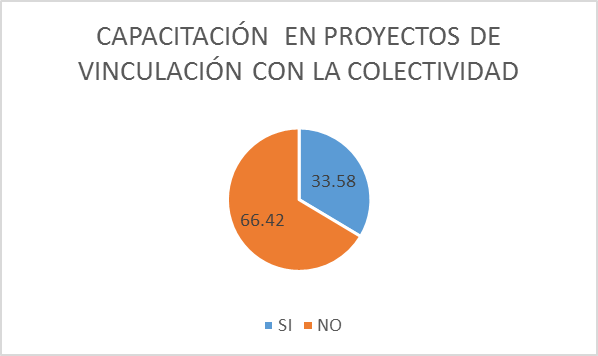 CAPACITACIÓN EN PROYECTOS DE
VINCULACIÓN CON LA COLECTIVIDAD
33.58
66.42
SI NO